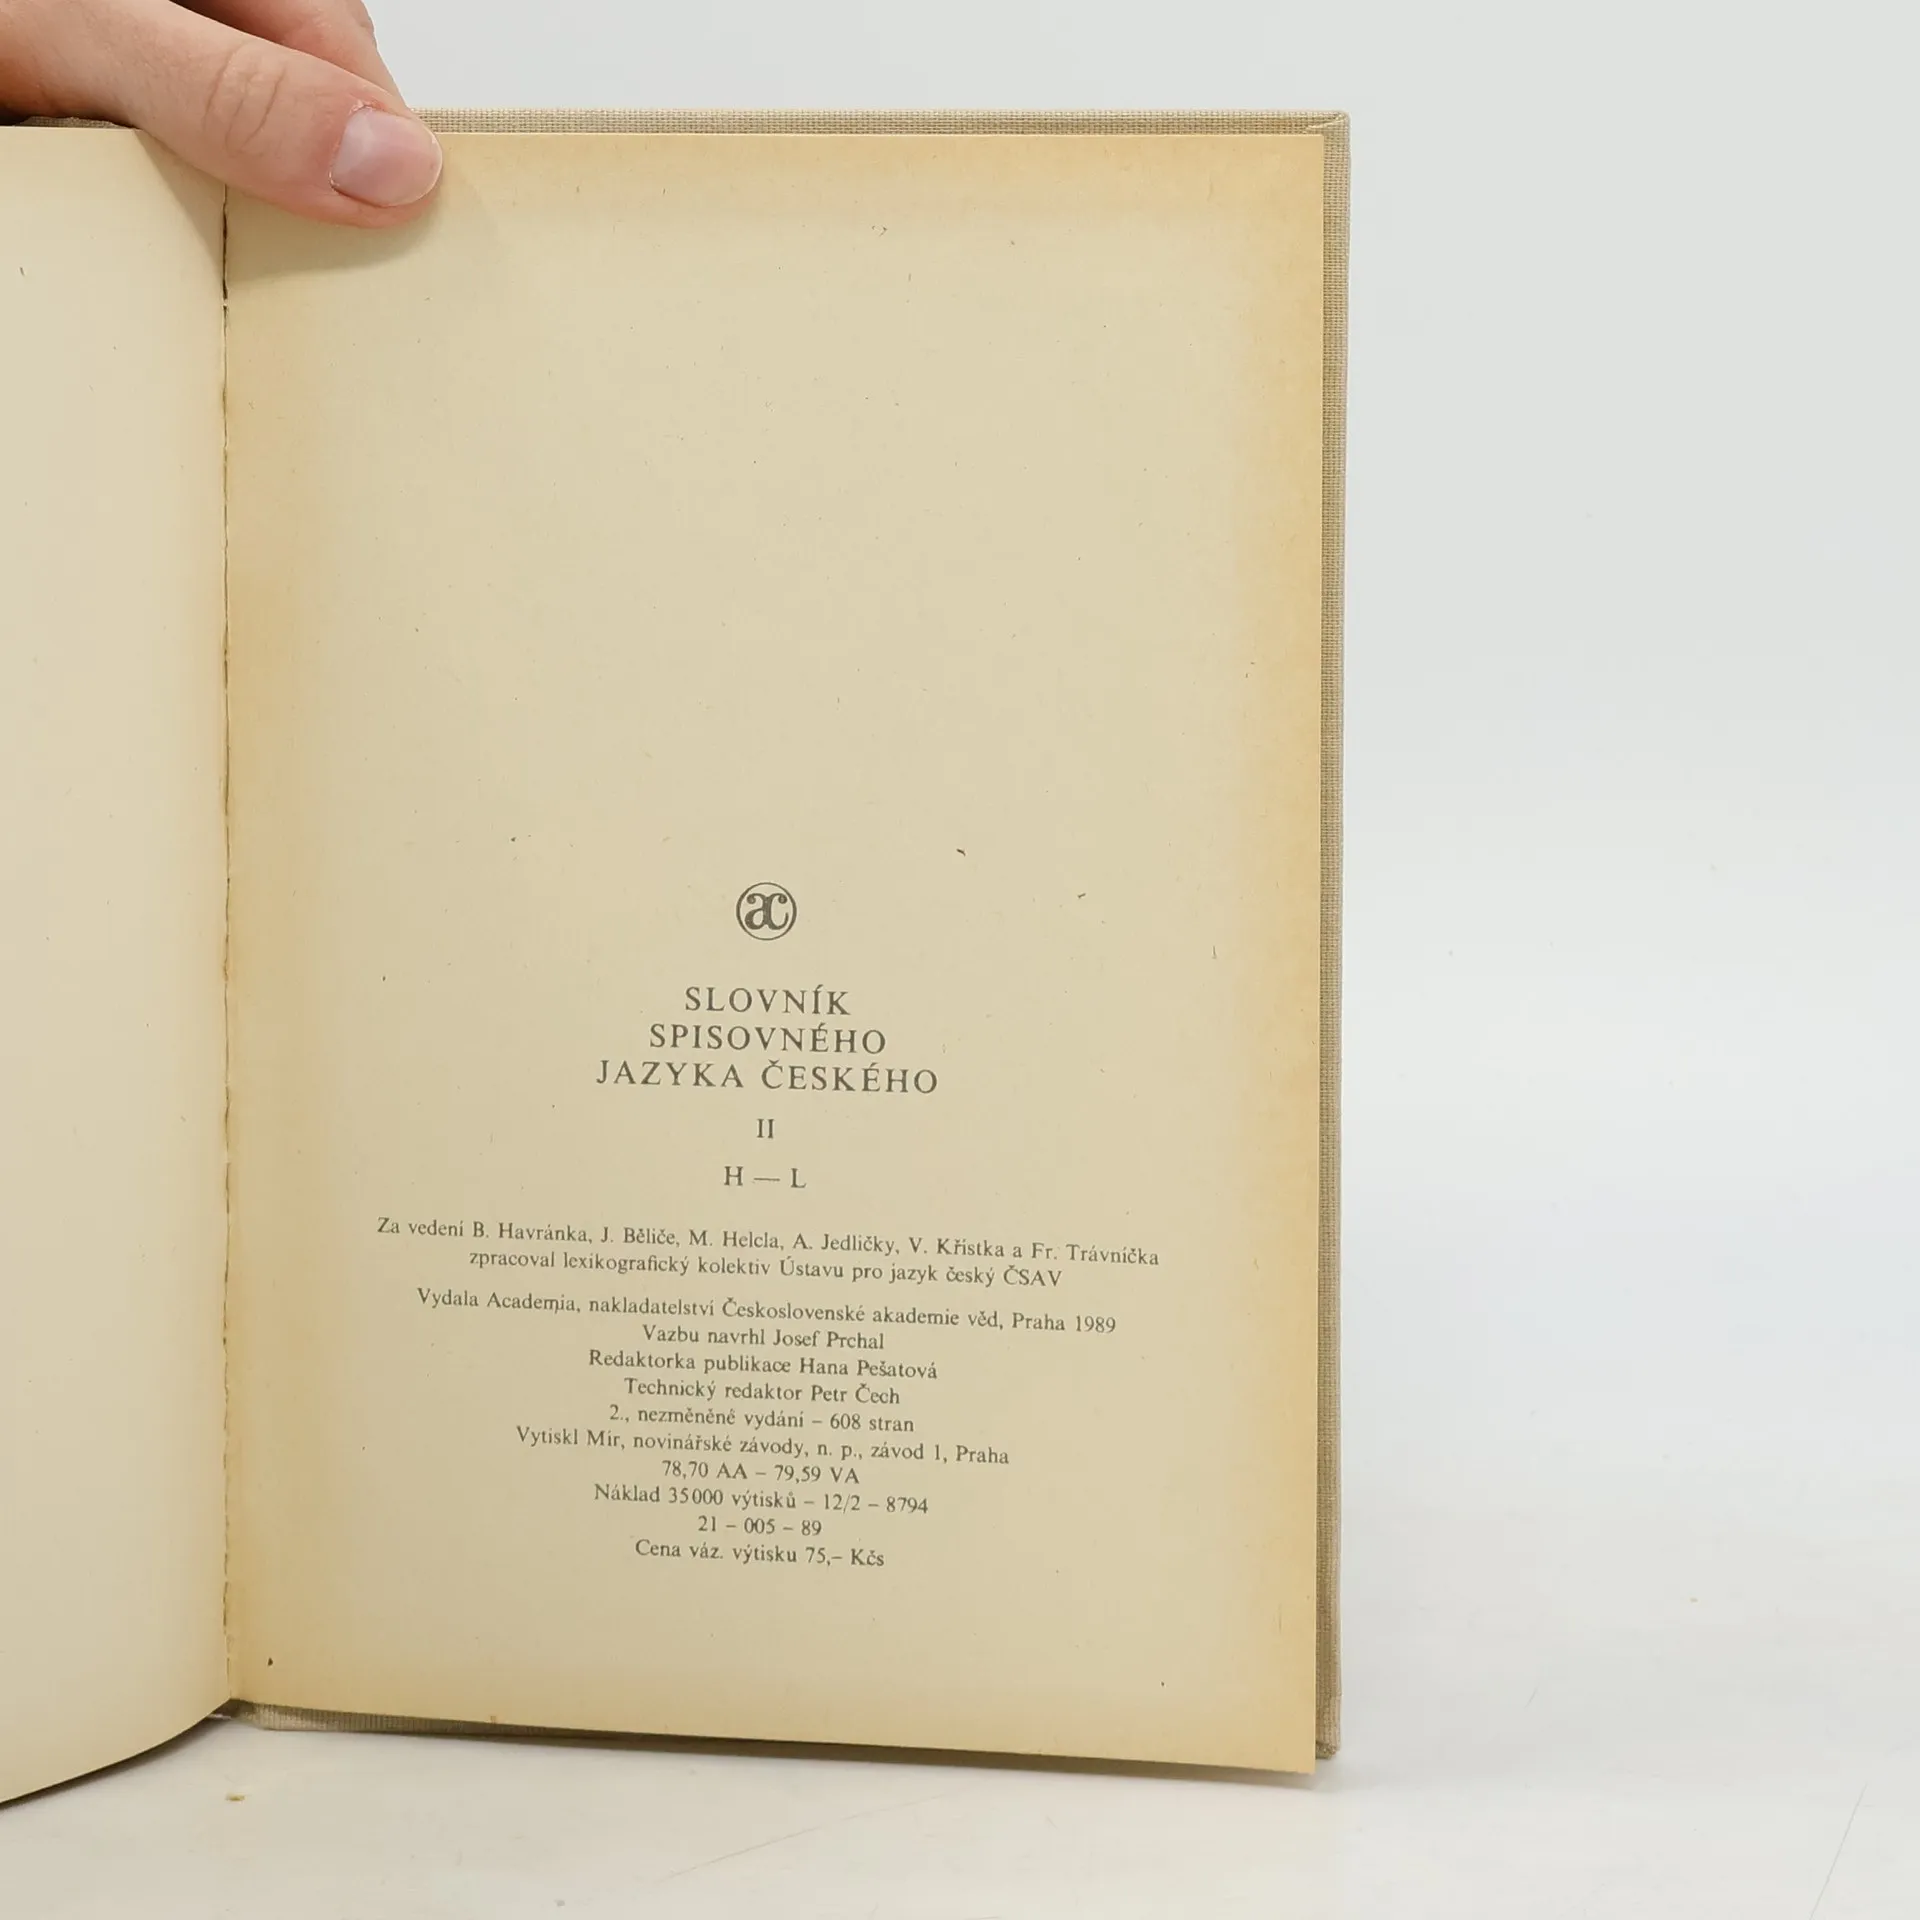 ac
SLOVNÍK
SPISOVNÉHO
JAZYKA ČESKÉHO
II
H — L
Za vedení B. Havránka, J. Běliče, M. Helcla, A. Jedličky, V. Křístka a Fr. Trávníčka
zpracoval lexikografický kolektiv Ústavu pro jazyk český ČSAV
Vydala Academia, nakladatelství Československé akademie věd, Praha 1989
Vazbu navrhl Josef Prchal
Redaktorka publikace Hana Pešatová
Technický redaktor Petr Čech
2., nezměněné vydání – 608 stran
Vytiskl Mír, novinářské závody, n. p., závod 1, Praha
78,70 AA – 79,59 VA
Náklad 35000 výtisků – 12/2 – 8794
21 – 005 – 89
Cena váz. výtisku 75,– Kčs